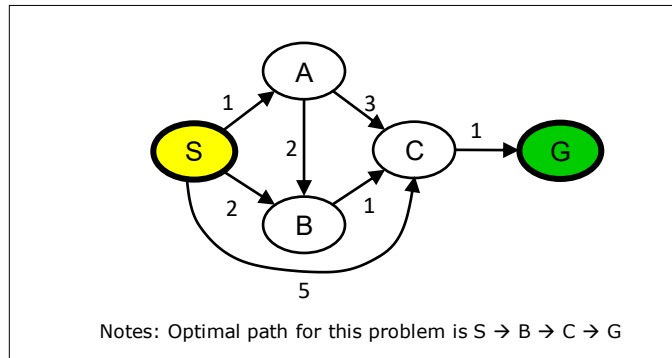 A
1
3
S
2
C
1
G
2
B
1
5
Notes: Optimal path for this problem is S → B → C → G